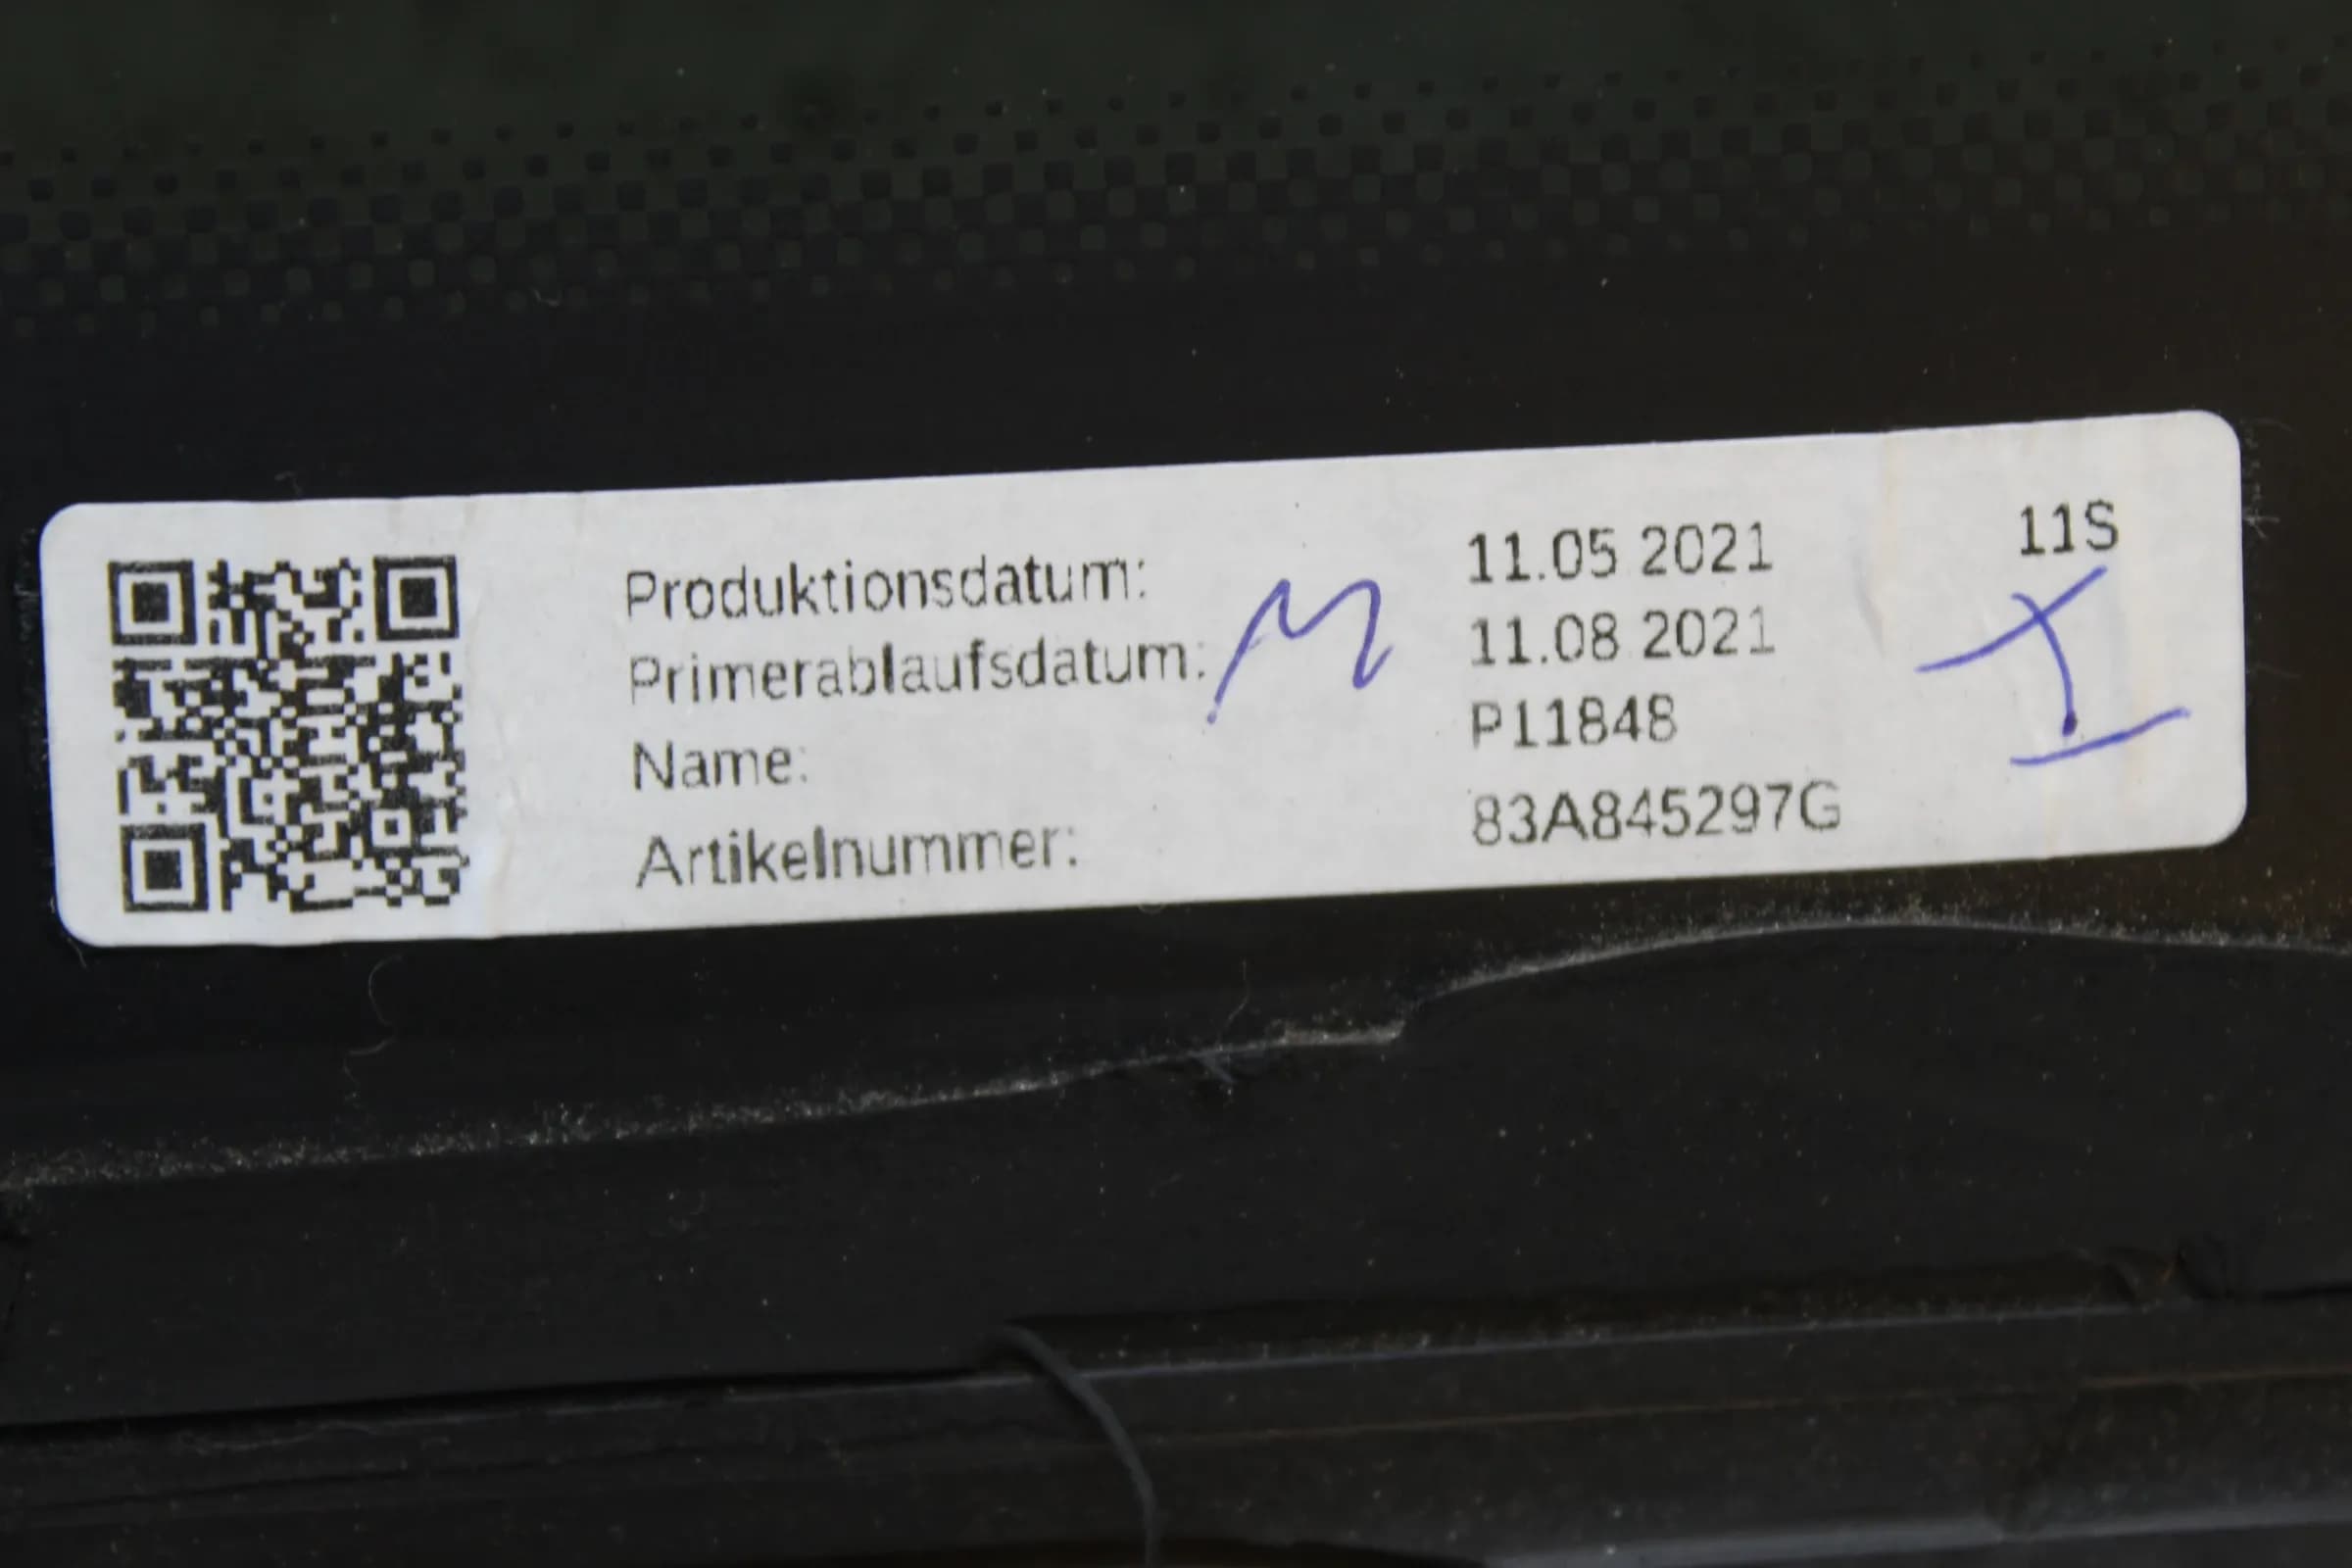 Produktionsdatum: 11.05 2021 11S
Primerablaufsdatum: 11.08 2021
Name: P11848
Artikelnummer: 83A845297G